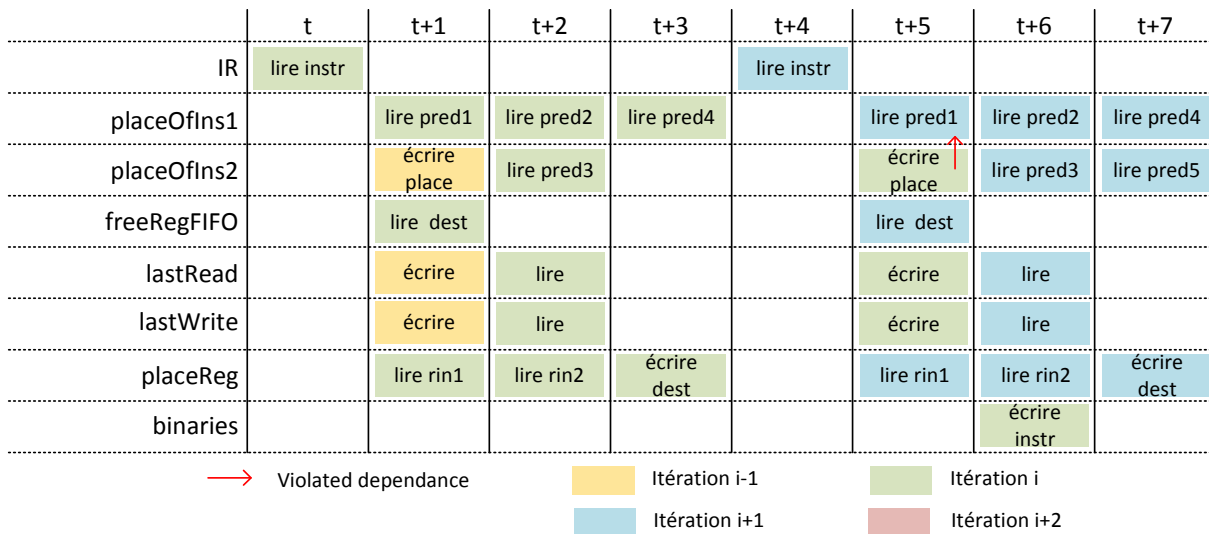 t t+1 t+2 t+3 t+4 t+5 t+6 t+7
IR lire instr lire instr
placeOfIns1 lire pred1 lire pred2 lire pred4 lire pred1 lire pred2 lire pred4
placeOfIns2 écrire place lire pred3 écrire place lire pred3 lire pred5
freeRegFIFO lire dest lire dest
lastRead écrire lire écrire lire
lastWrite écrire lire écrire lire
placeReg lire rin1 lire rin2 écrire dest lire rin1 lire rin2 écrire dest
binaries écrire instr
Violated dependance Itération i-1 Itération i
Itération i+1 Itération i+2